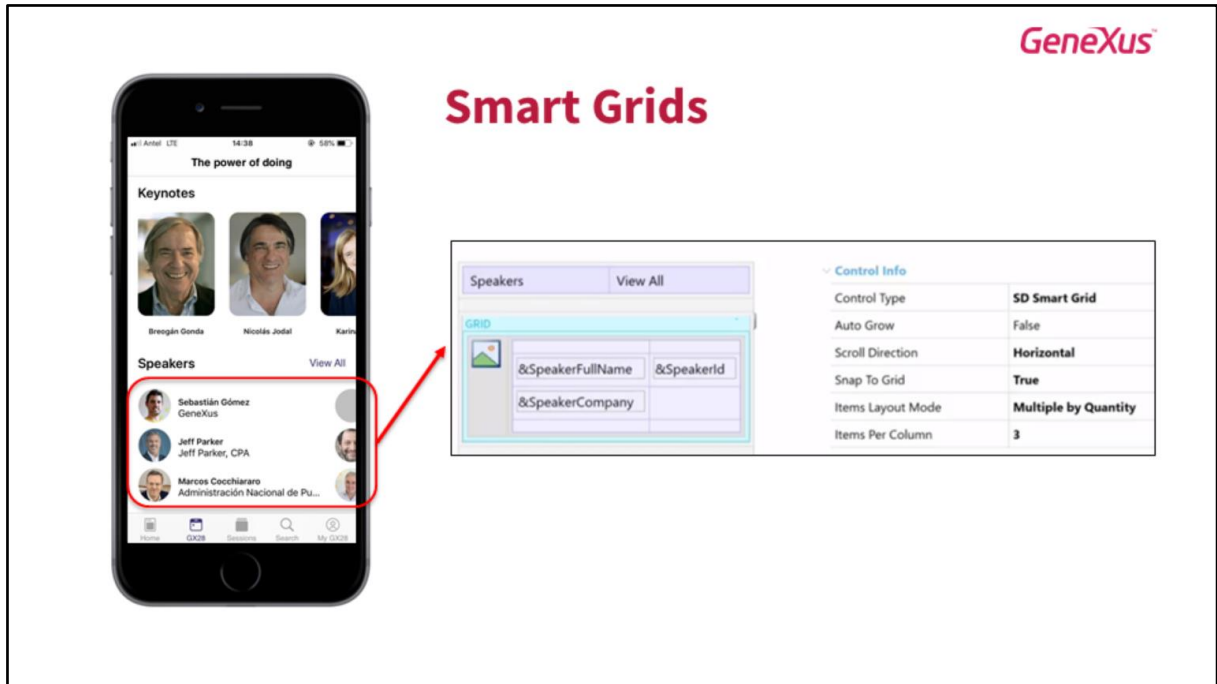 GeneXus™
Smart Grids
Antel LTE 14:38 58%
The power of doing
Keynotes
Breogán Gonda Nicolás Jodal Karin
Speakers View All
Sebastián Gómez
GeneXus
Jeff Parker
Jeff Parker, CPA
Marcos Cocchiararo
Administración Nacional de Pu...
Home GX28 Sessions Search My GX28
Speakers View All
GRID
&SpeakerFullName &SpeakerId
&SpeakerCompany
Control Info
Control Type SD Smart Grid
Auto Grow False
Scroll Direction Horizontal
Snap To Grid True
Items Layout Mode Multiple by Quantity
Items Per Column 3